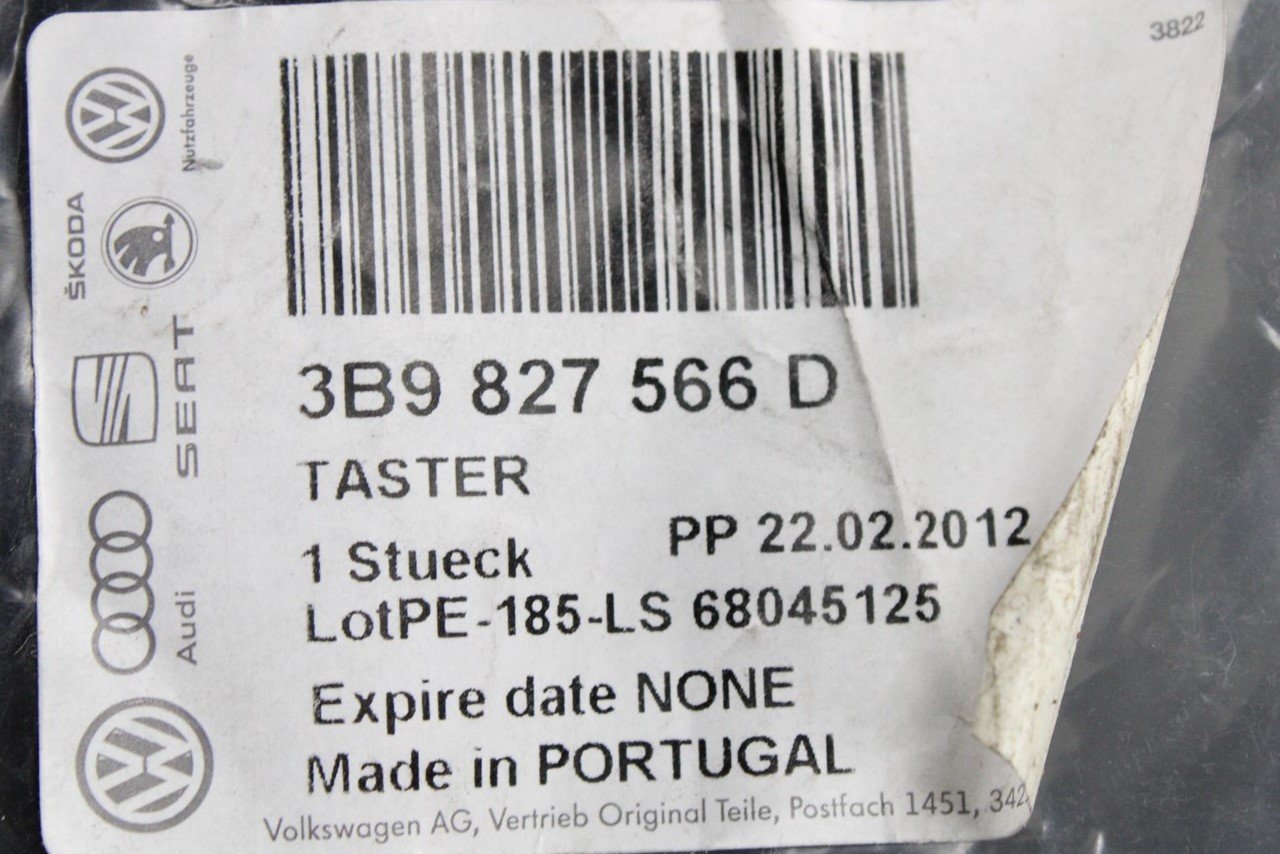 3822
Nutzfahrzeuge
ŠKODA
SEAT
Audi
3B9 827 566 D
TASTER
1 Stueck PP 22.02.2012
LotPE-185-LS 68045125
Expire date NONE
Made in PORTUGAL
Volkswagen AG, Vertrieb Original Teile, Postfach 1451,